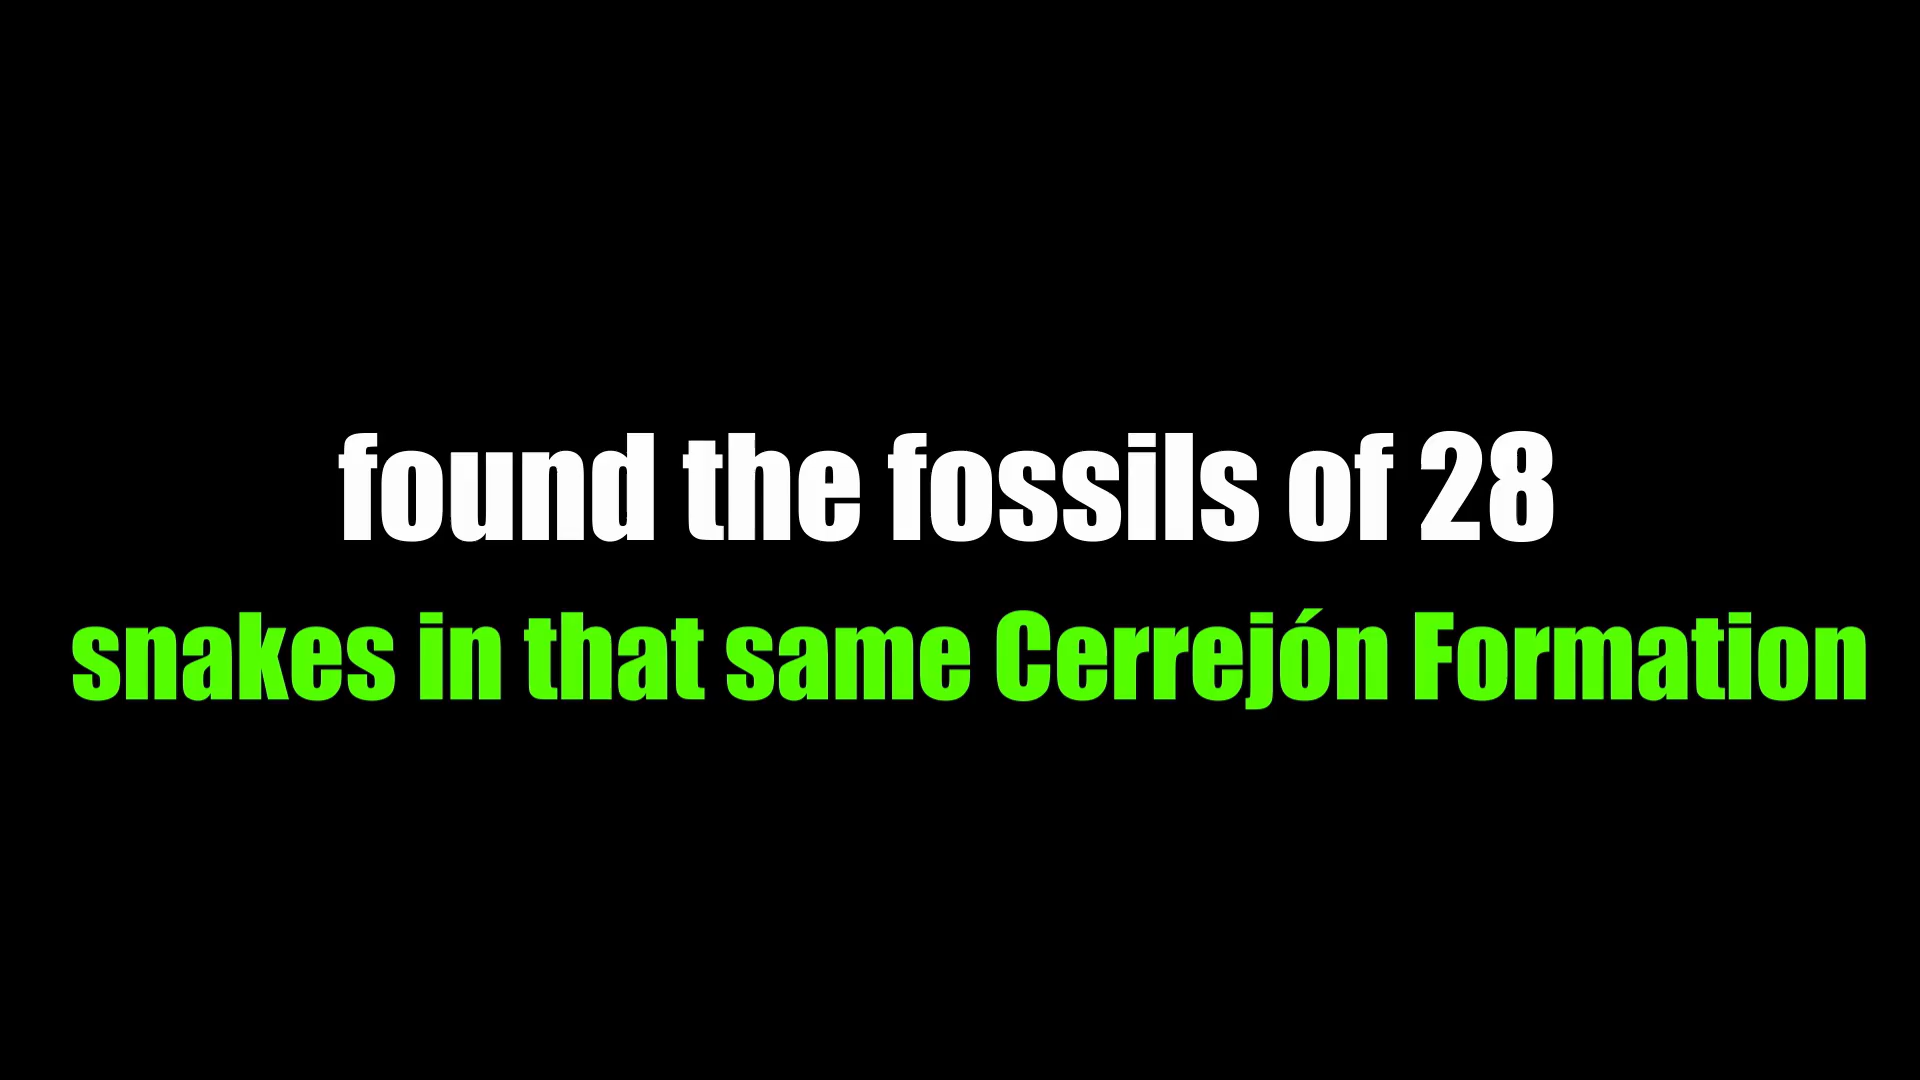 found the fossils of 28
snakes in that same Cerrejón Formation